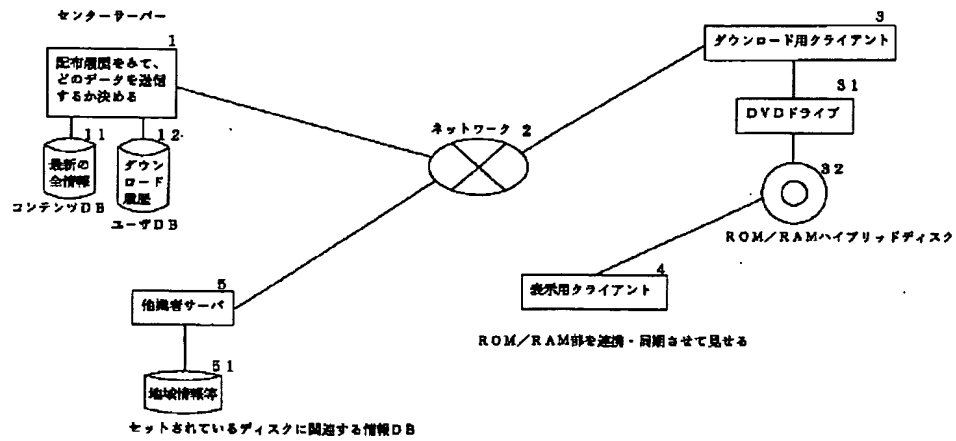 センターサーバー
1
配布履歴をみて、
どのデータを送信
するか決める
11
12
最新の
全情報
ダウン
ロード
履歴
コンテンツDB
ユーザDB
ネットワーク 2
3
ダウンロード用クライアント
31
DVDドライブ
32
ROM/RAMハイブリッドディスク
4
表示用クライアント
ROM/RAM部を連携・同期させて見せる
5
他識者サーバ
51
地域情報等
セットされているディスクに関連する情報DB